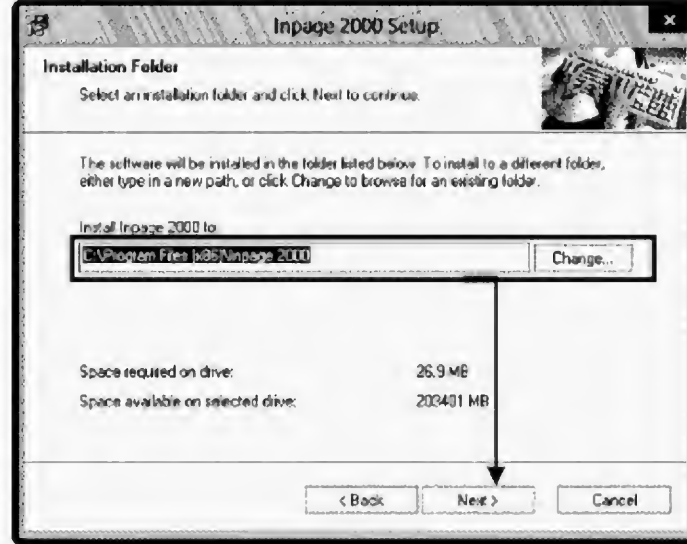 Inpage 2000 Setup
x
Installation Folder
Select an installation folder and click Next to continue.
The software will be installed in the folder listed below. To install to a different folder,
either type in a new path, or click Change to browse for an existing folder.
Install Inpage 2000 to:
C:\Program Files (x86)\Inpage 2000
Change...
Space required on drive: 26.9 MB
Space available on selected drive: 203401 MB
< Back Next > Cancel